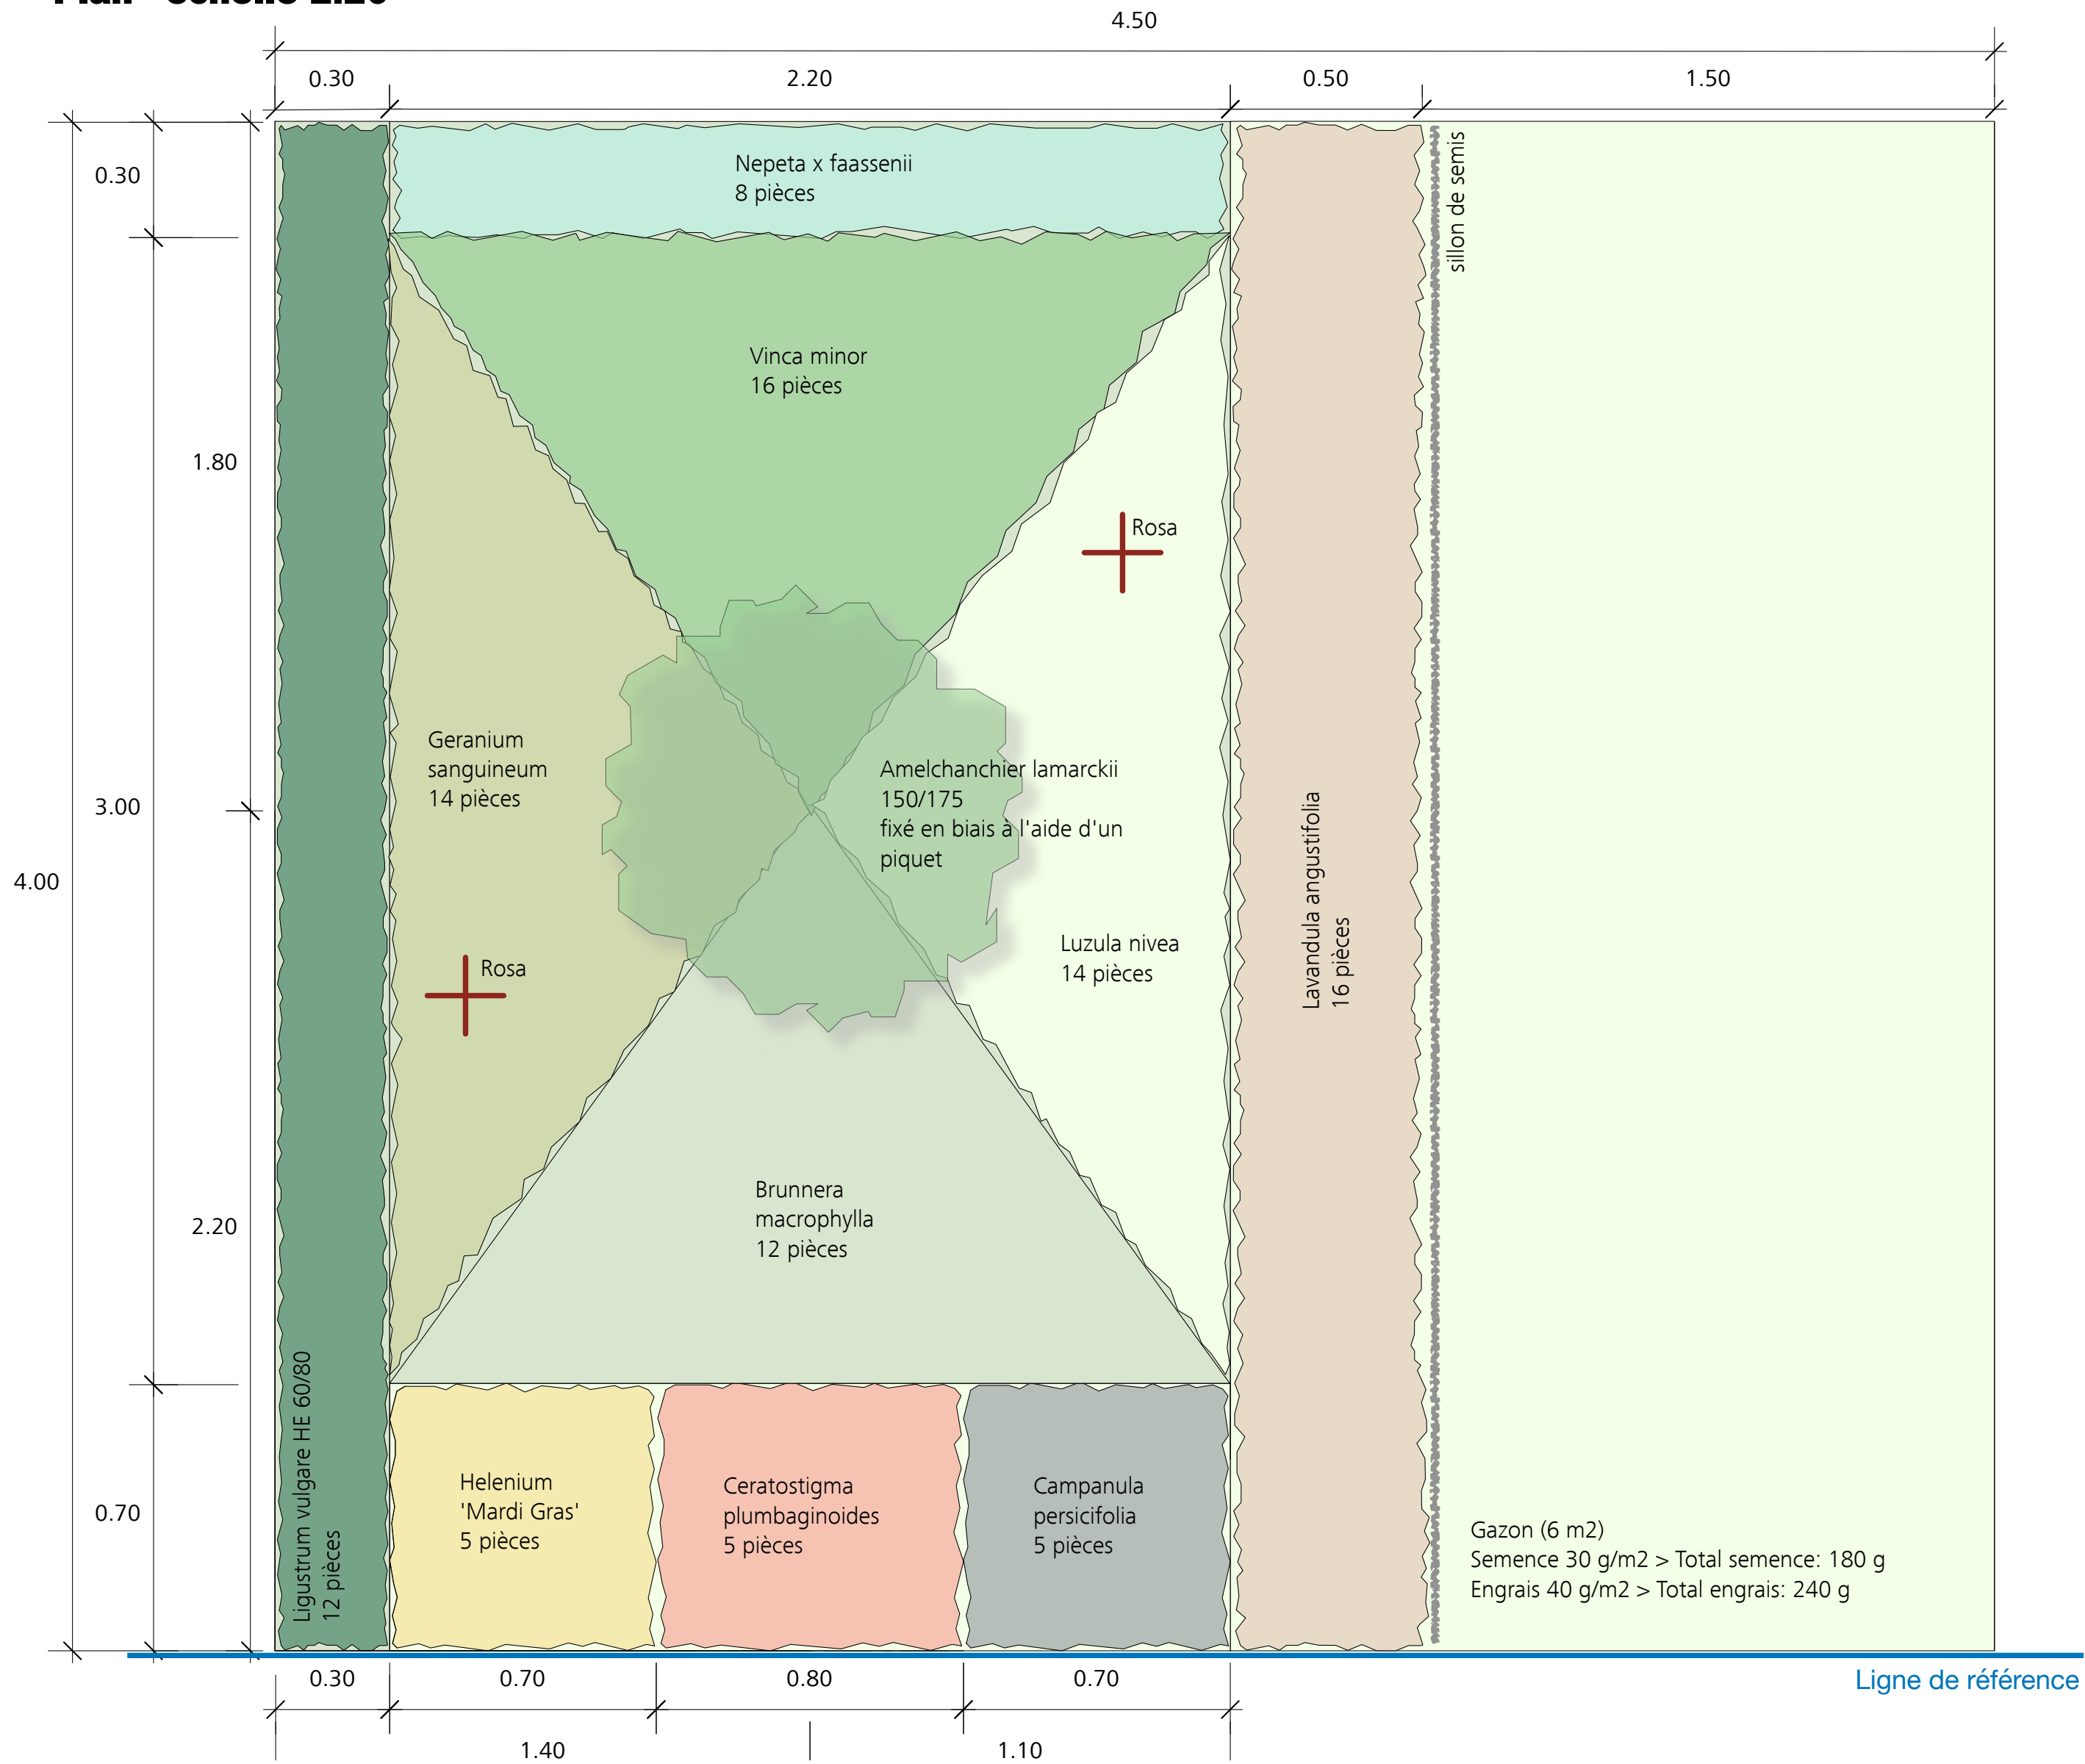 4.50
0.30 2.20 0.50 1.50
0.30
1.80
3.00
4.00
2.20
0.70
Nepeta x faassenii
8 pièces
sillon de semis
Vinca minor
16 pièces
Rosa
Geranium
sanguineum
14 pièces
Amelchanchier lamarckii
150/175
fixé en biais à l'aide d'un
piquet
Rosa
Luzula nivea
14 pièces
Lavandula angustifolia
16 pièces
Brunnera
macrophylla
12 pièces
Ligustrum vulgare HE 60/80
12 pièces
Helenium
'Mardi Gras'
5 pièces
Ceratostigma
plumbaginoides
5 pièces
Campanula
persicifolia
5 pièces
Gazon (6 m2)
Semence 30 g/m2 > Total semence: 180 g
Engrais 40 g/m2 > Total engrais: 240 g
Ligne de référence
0.30 0.70 0.80 0.70
1.40 1.10